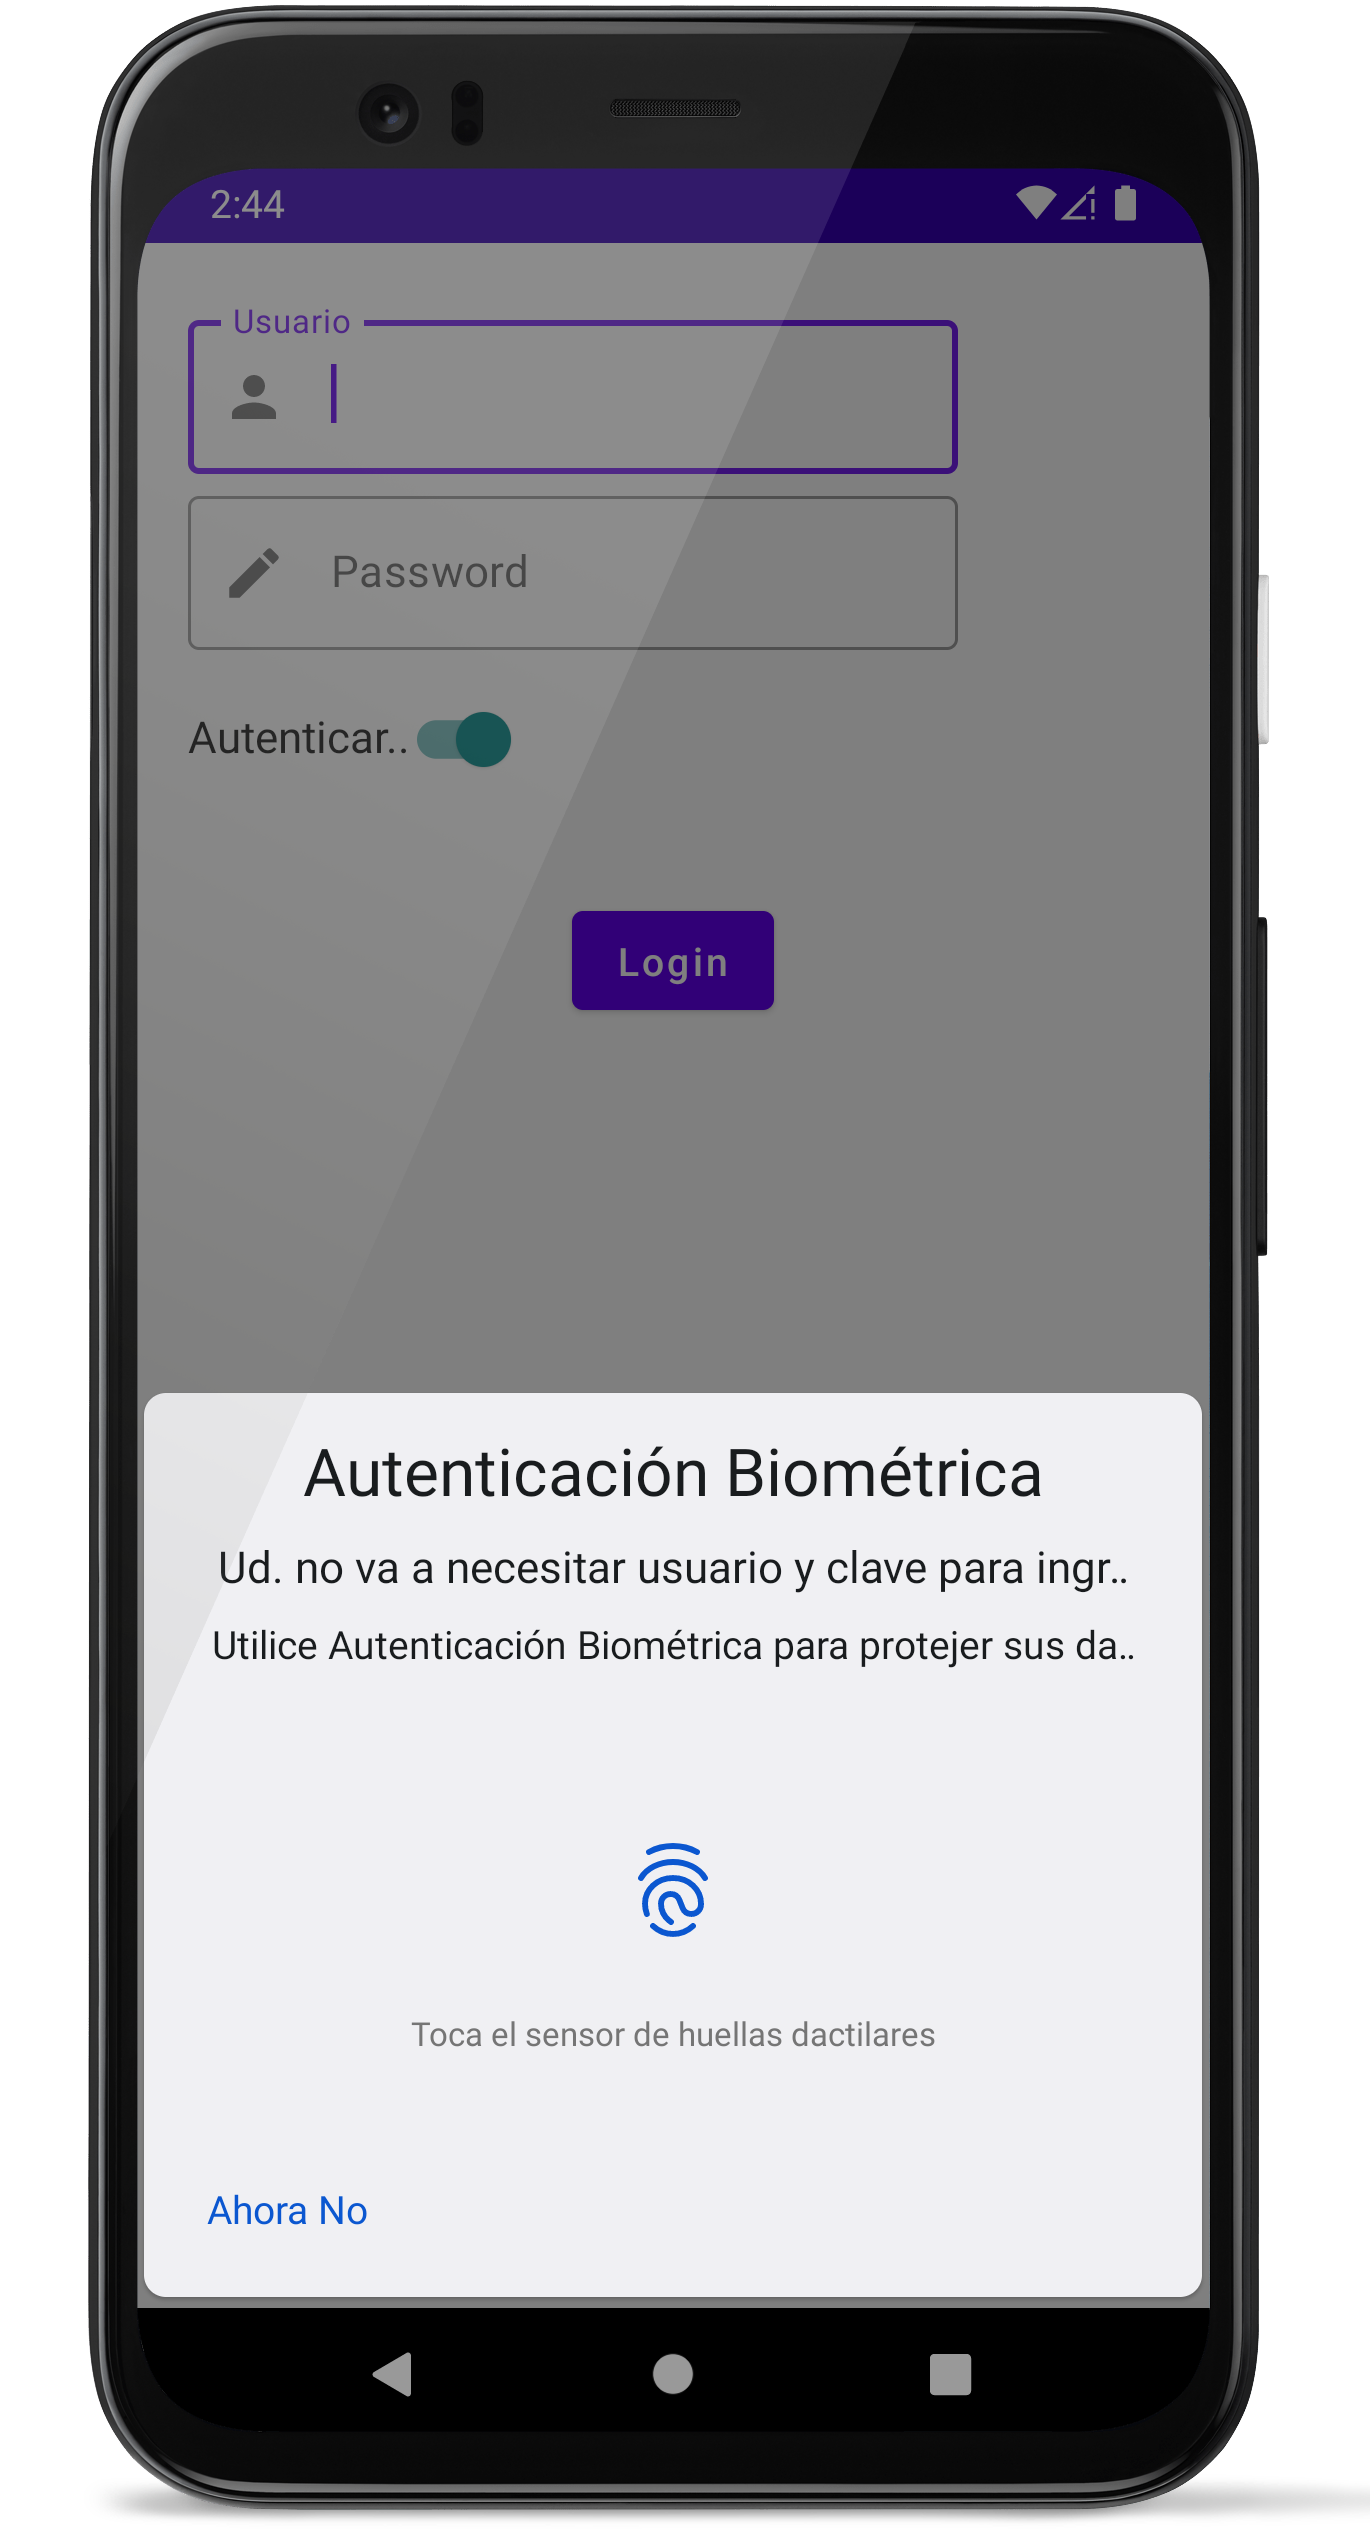 2:44
Usuario
Password
Autenticar..
Login
Autenticación Biométrica
Ud. no va a necesitar usuario y clave para ingr..
Utilice Autenticación Biométrica para protejer sus da..
Toca el sensor de huellas dactilares
Ahora No